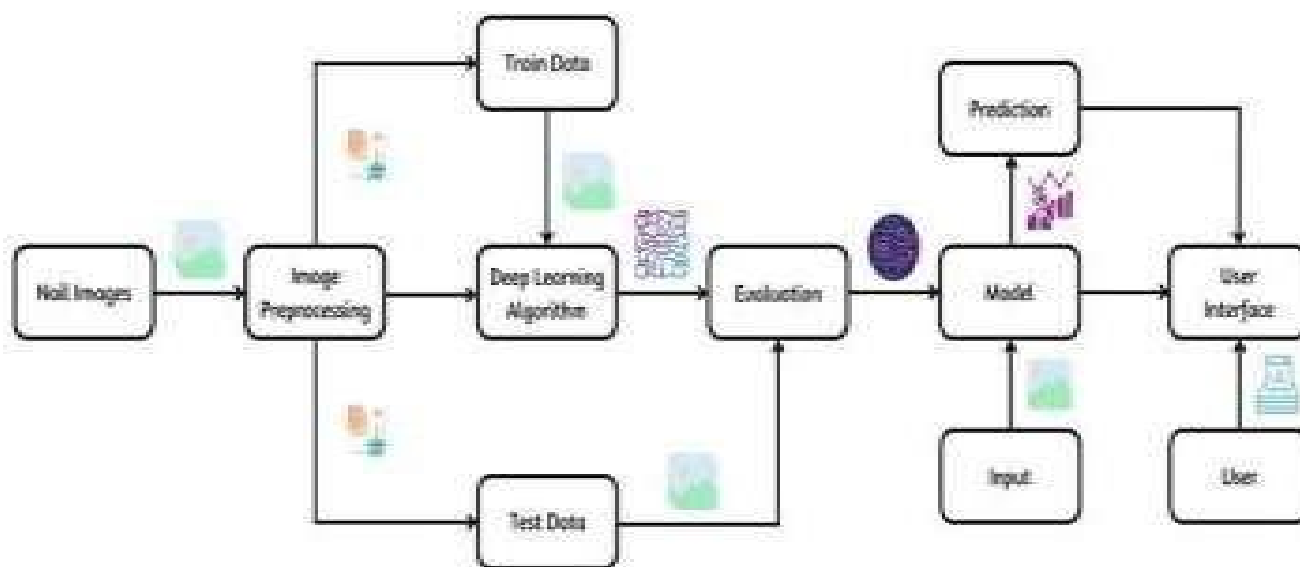 Train Data
Prediction
Nail Images
Image
Preprocessing
Deep Learning
Algorithm
Evaluation
Model
User
Interface
Test Data
Input
User